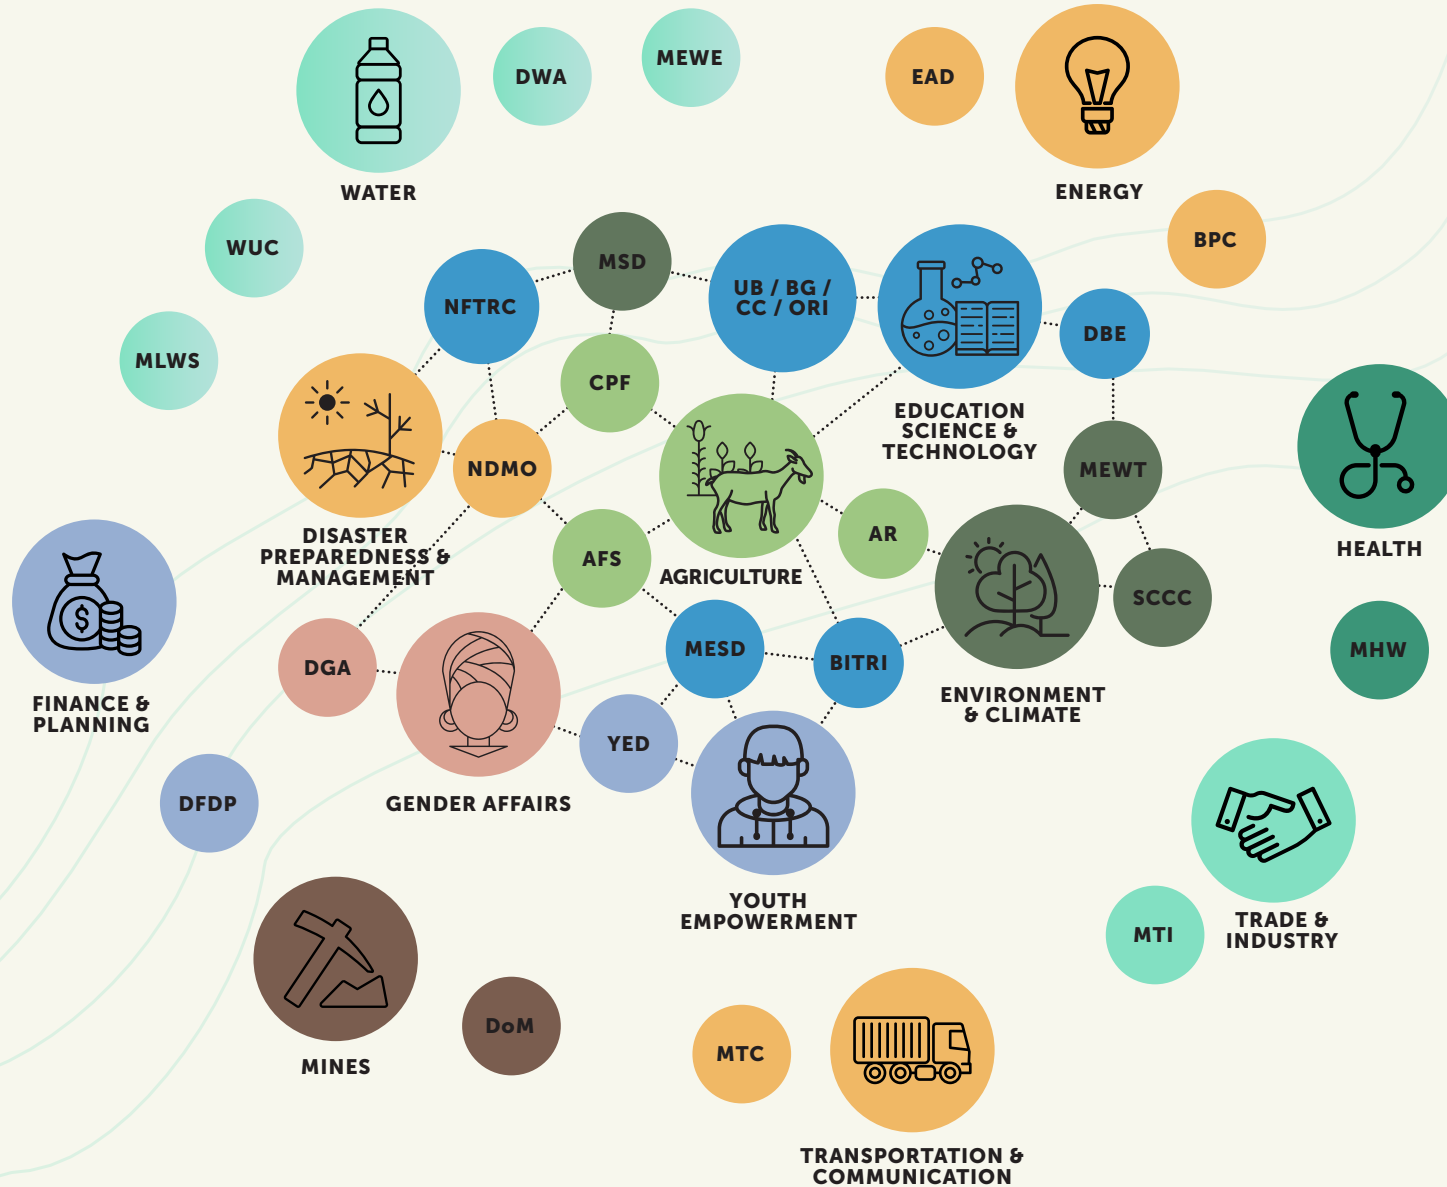 MEWE
DWA
EAD
WATER
ENERGY
WUC
BPC
MSD
NFTRC
UB / BG /
CC / ORI
DBE
MLWS
CPF
EDUCATION
SCIENCE &
TECHNOLOGY
NDMO
MEWT
DISASTER
PREPAREDNESS &
MANAGEMENT
AR
HEALTH
AFS
AGRICULTURE
SCCC
$
MESD
BITRI
MHW
DGA
FINANCE &
PLANNING
ENVIRONMENT
& CLIMATE
YED
DFDP
GENDER AFFAIRS
YOUTH
EMPOWERMENT
MTI
TRADE &
INDUSTRY
DoM
MINES
MTC
TRANSPORTATION &
COMMUNICATION